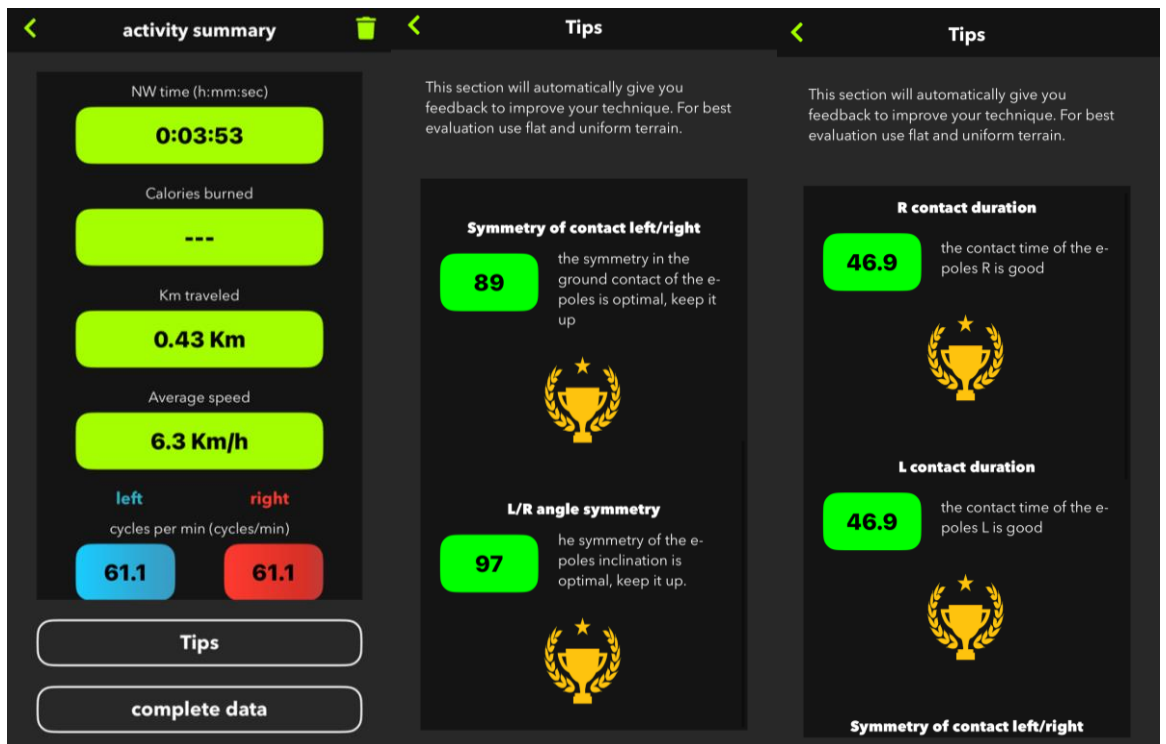 activity summary
NW time (h:mm:sec)
0:03:53
Calories burned
---
Km traveled
0.43 Km
Average speed
6.3 Km/h
left right
cycles per min (cycles/min)
61.1 61.1
Tips
complete data
Tips
This section will automatically give you
feedback to improve your technique. For best
evaluation use flat and uniform terrain.
Symmetry of contact left/right
89
the symmetry in the
ground contact of the e-
poles is optimal, keep it
up
L/R angle symmetry
97
he symmetry of the e-
poles inclination is
optimal, keep it up.
Tips
This section will automatically give you
feedback to improve your technique. For best
evaluation use flat and uniform terrain.
R contact duration
46.9
the contact time of the e-
poles R is good
L contact duration
46.9
the contact time of the e-
poles L is good
Symmetry of contact left/right